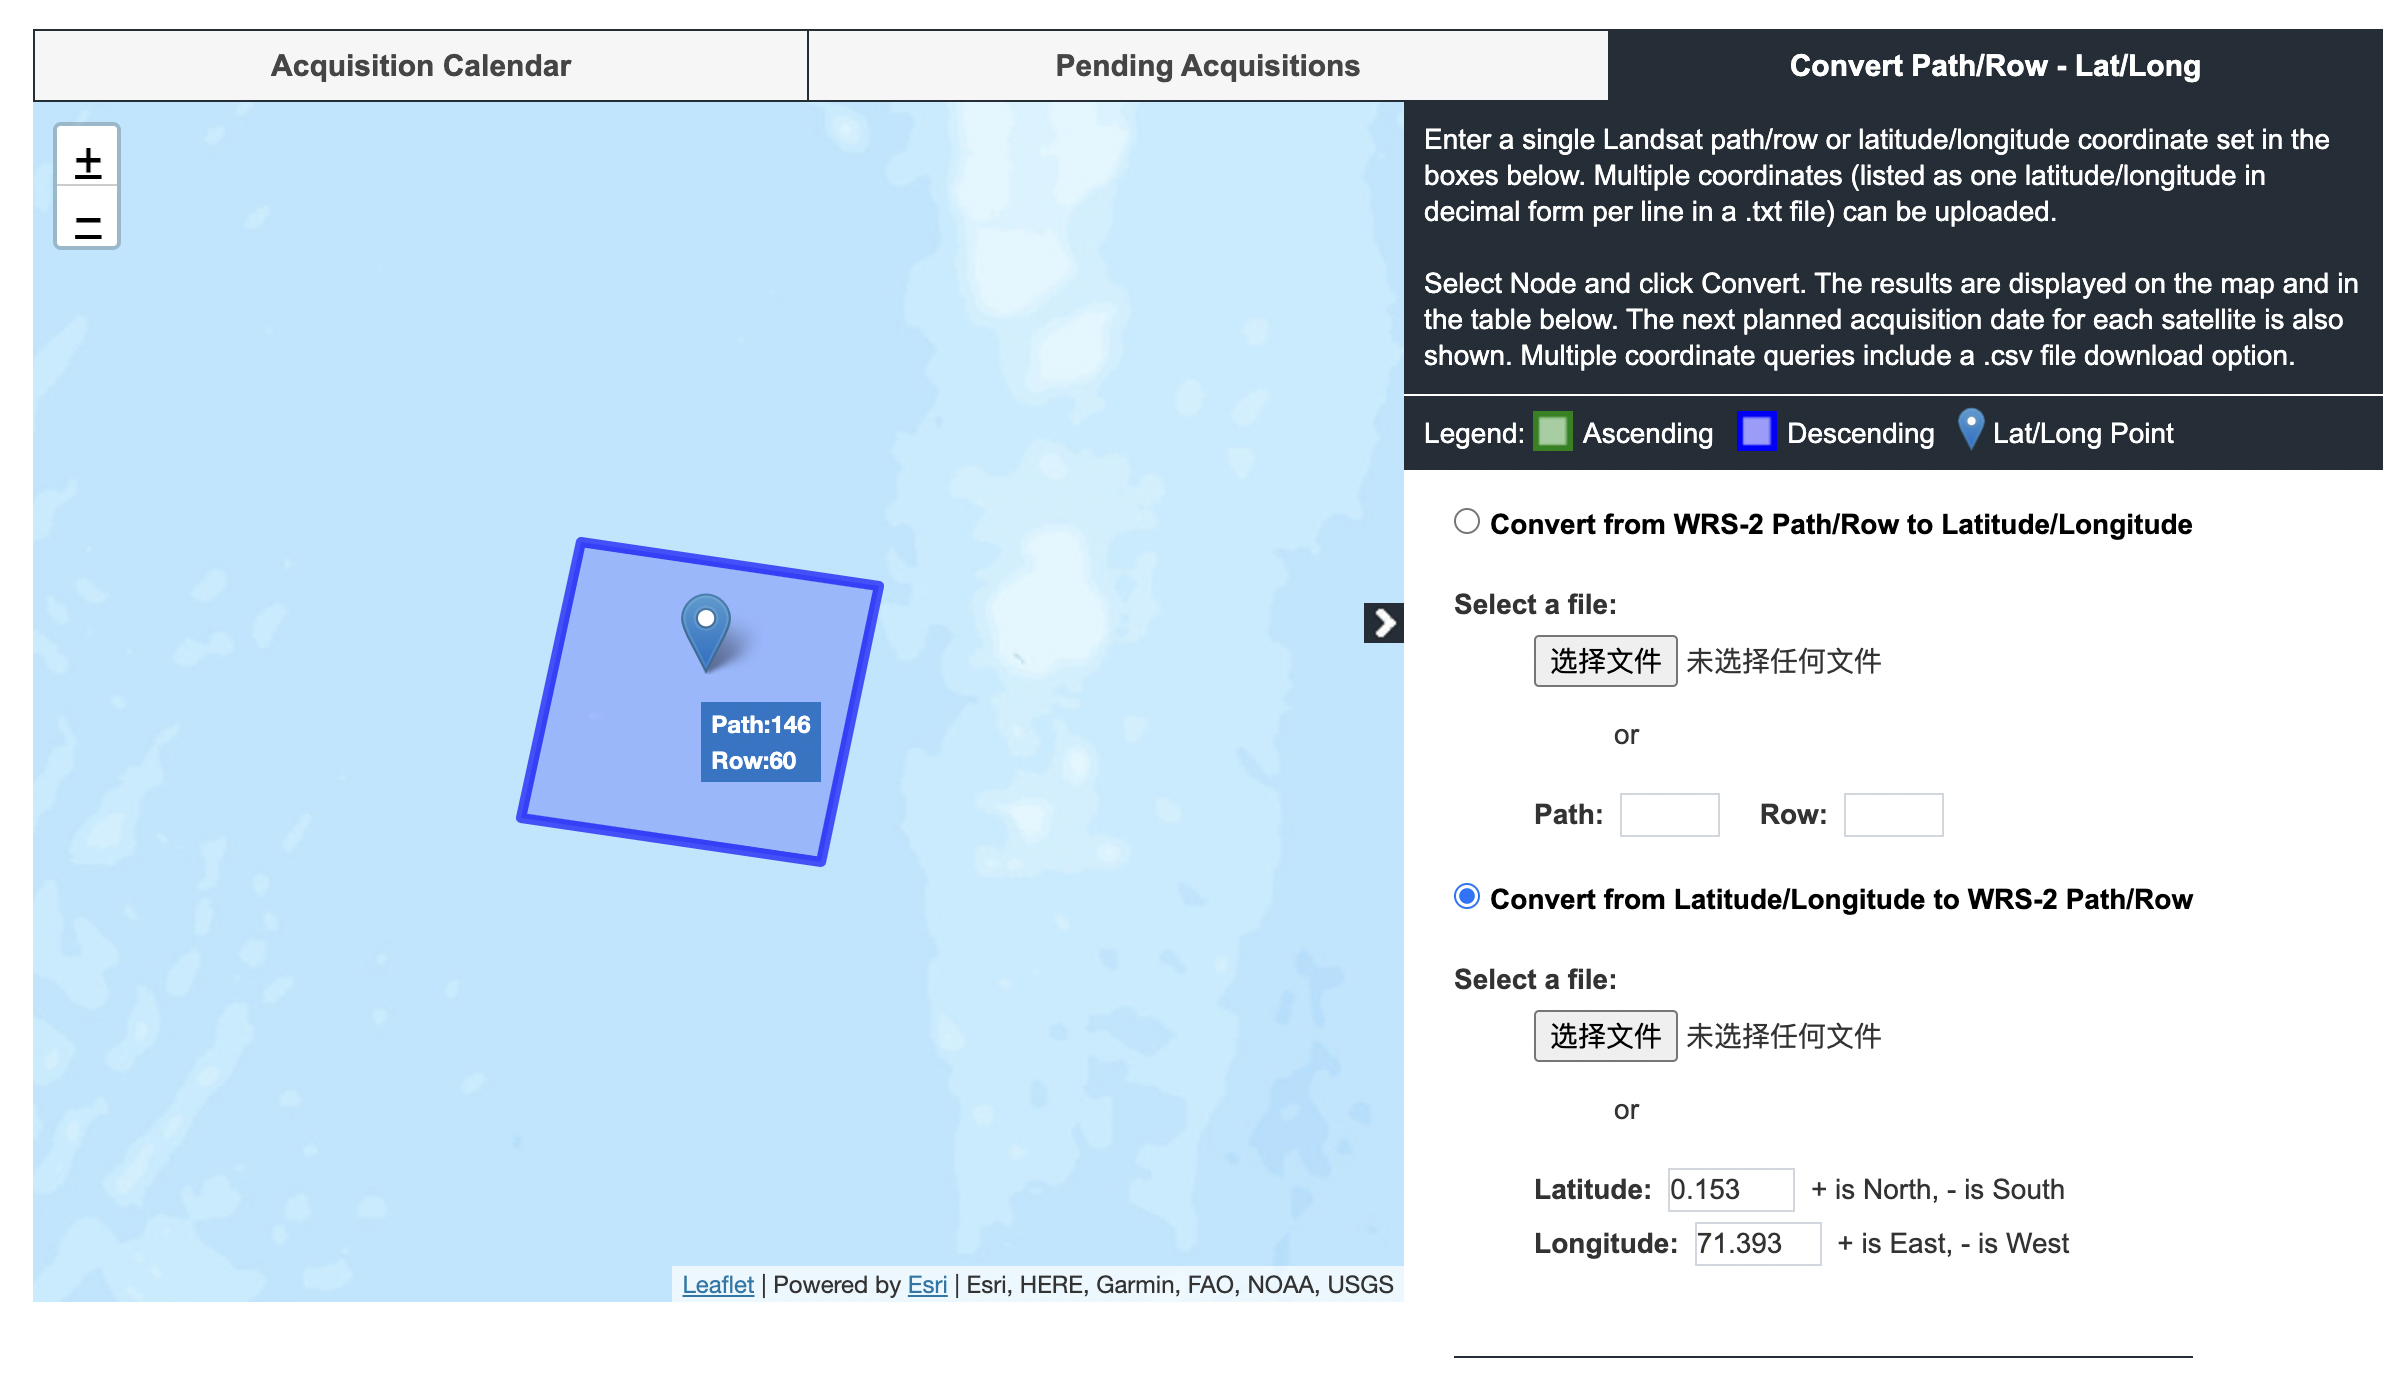 Acquisition Calendar
Pending Acquisitions
Convert Path/Row - Lat/Long
+
−
Path:146
Row:60
Leaflet | Powered by Esri | Esri, HERE, Garmin, FAO, NOAA, USGS
Enter a single Landsat path/row or latitude/longitude coordinate set in the
boxes below. Multiple coordinates (listed as one latitude/longitude in
decimal form per line in a .txt file) can be uploaded.
Select Node and click Convert. The results are displayed on the map and in
the table below. The next planned acquisition date for each satellite is also
shown. Multiple coordinate queries include a .csv file download option.
Legend: Ascending Descending Lat/Long Point
Convert from WRS-2 Path/Row to Latitude/Longitude
Select a file:
选择文件 未选择任何文件
or
Path: Row:
Convert from Latitude/Longitude to WRS-2 Path/Row
Select a file:
选择文件 未选择任何文件
or
Latitude: 0.153 + is North, - is South
Longitude: 71.393 + is East, - is West